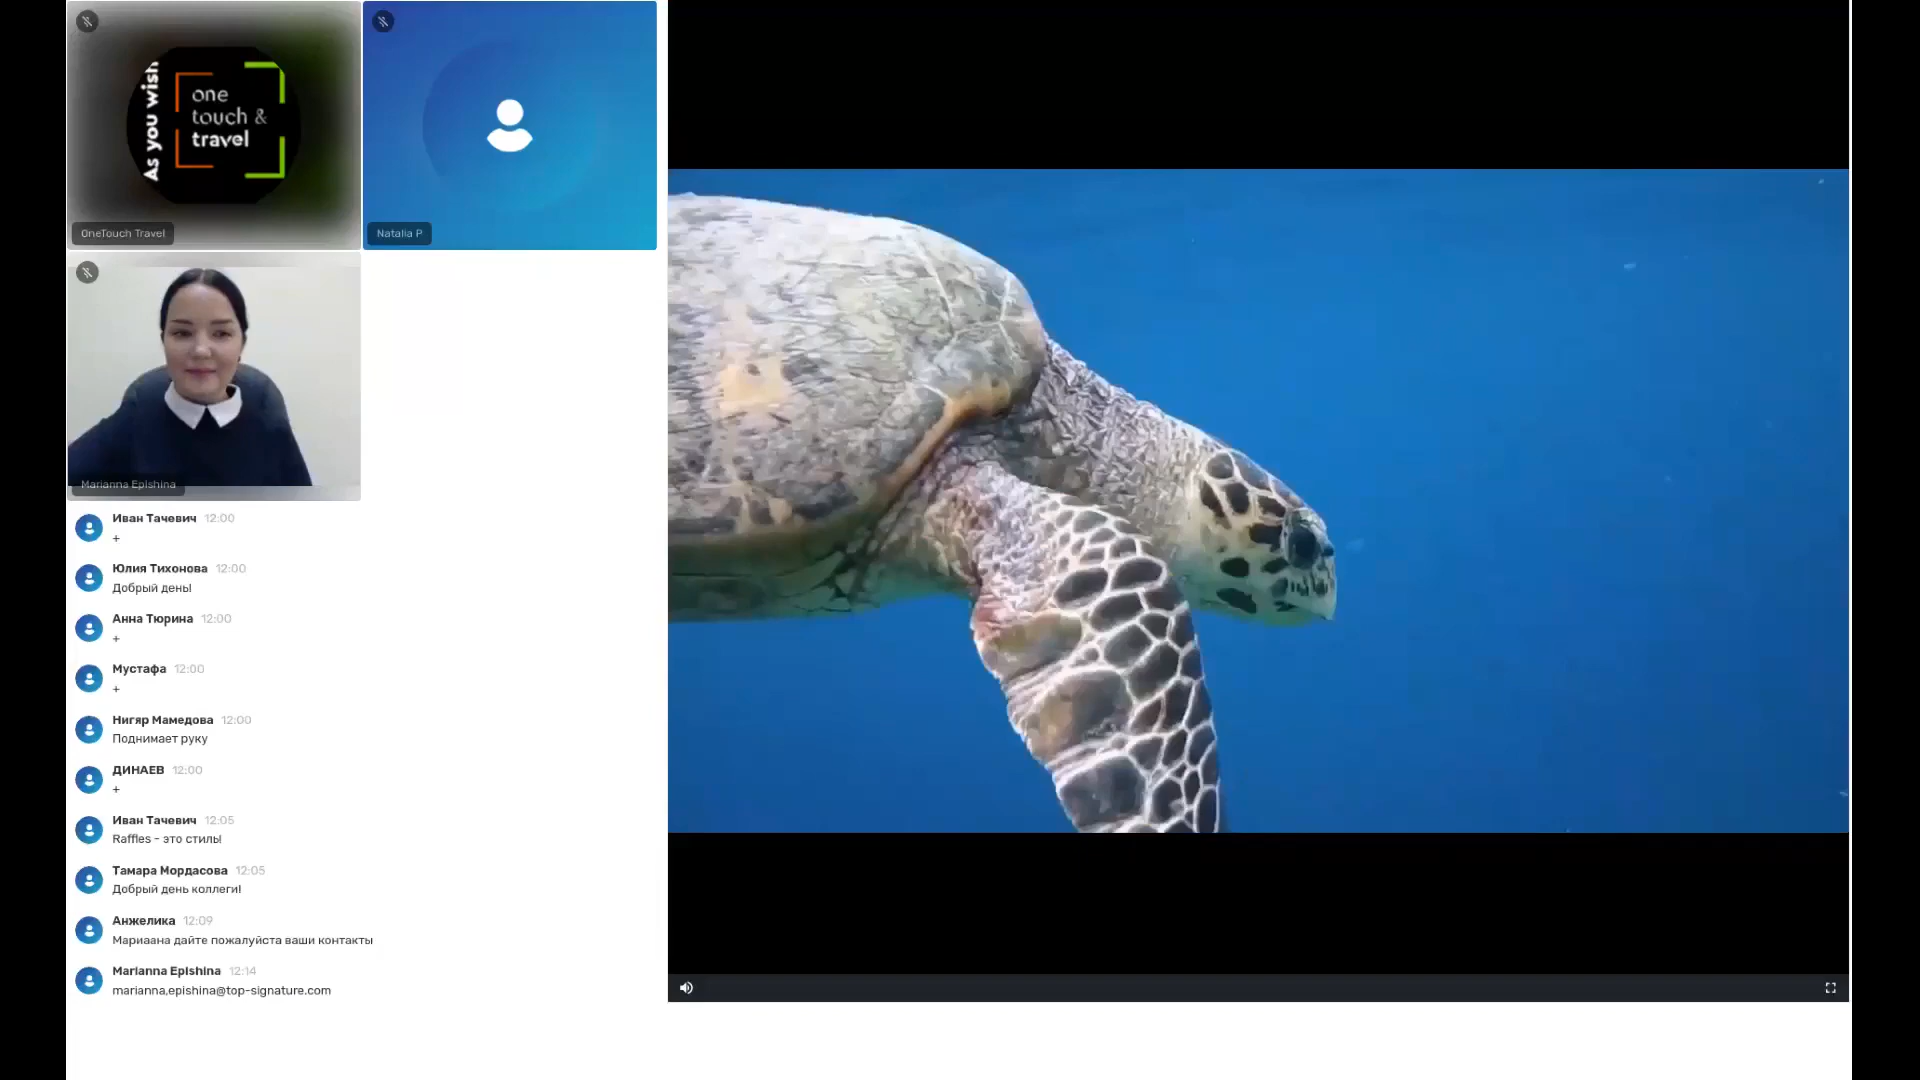 As you wish
one
touch &
travel
OneTouch Travel
Natalia P
Marianna Epishina
Иван Тачевич 12:00
+
Юлия Тихонова 12:00
Добрый день!
Анна Тюрина 12:00
+
Мустафа 12:00
+
Нигяр Мамедова 12:00
Поднимает руку
ДИНАЕВ 12:00
+
Иван Тачевич 12:05
Raffles - это стиль!
Тамара Мордасова 12:05
Добрый день коллеги!
Анжелика 12:09
Мариаана дайте пожалуйста ваши контакты
Marianna Epishina 12:14
marianna.epishina@top-signature.com